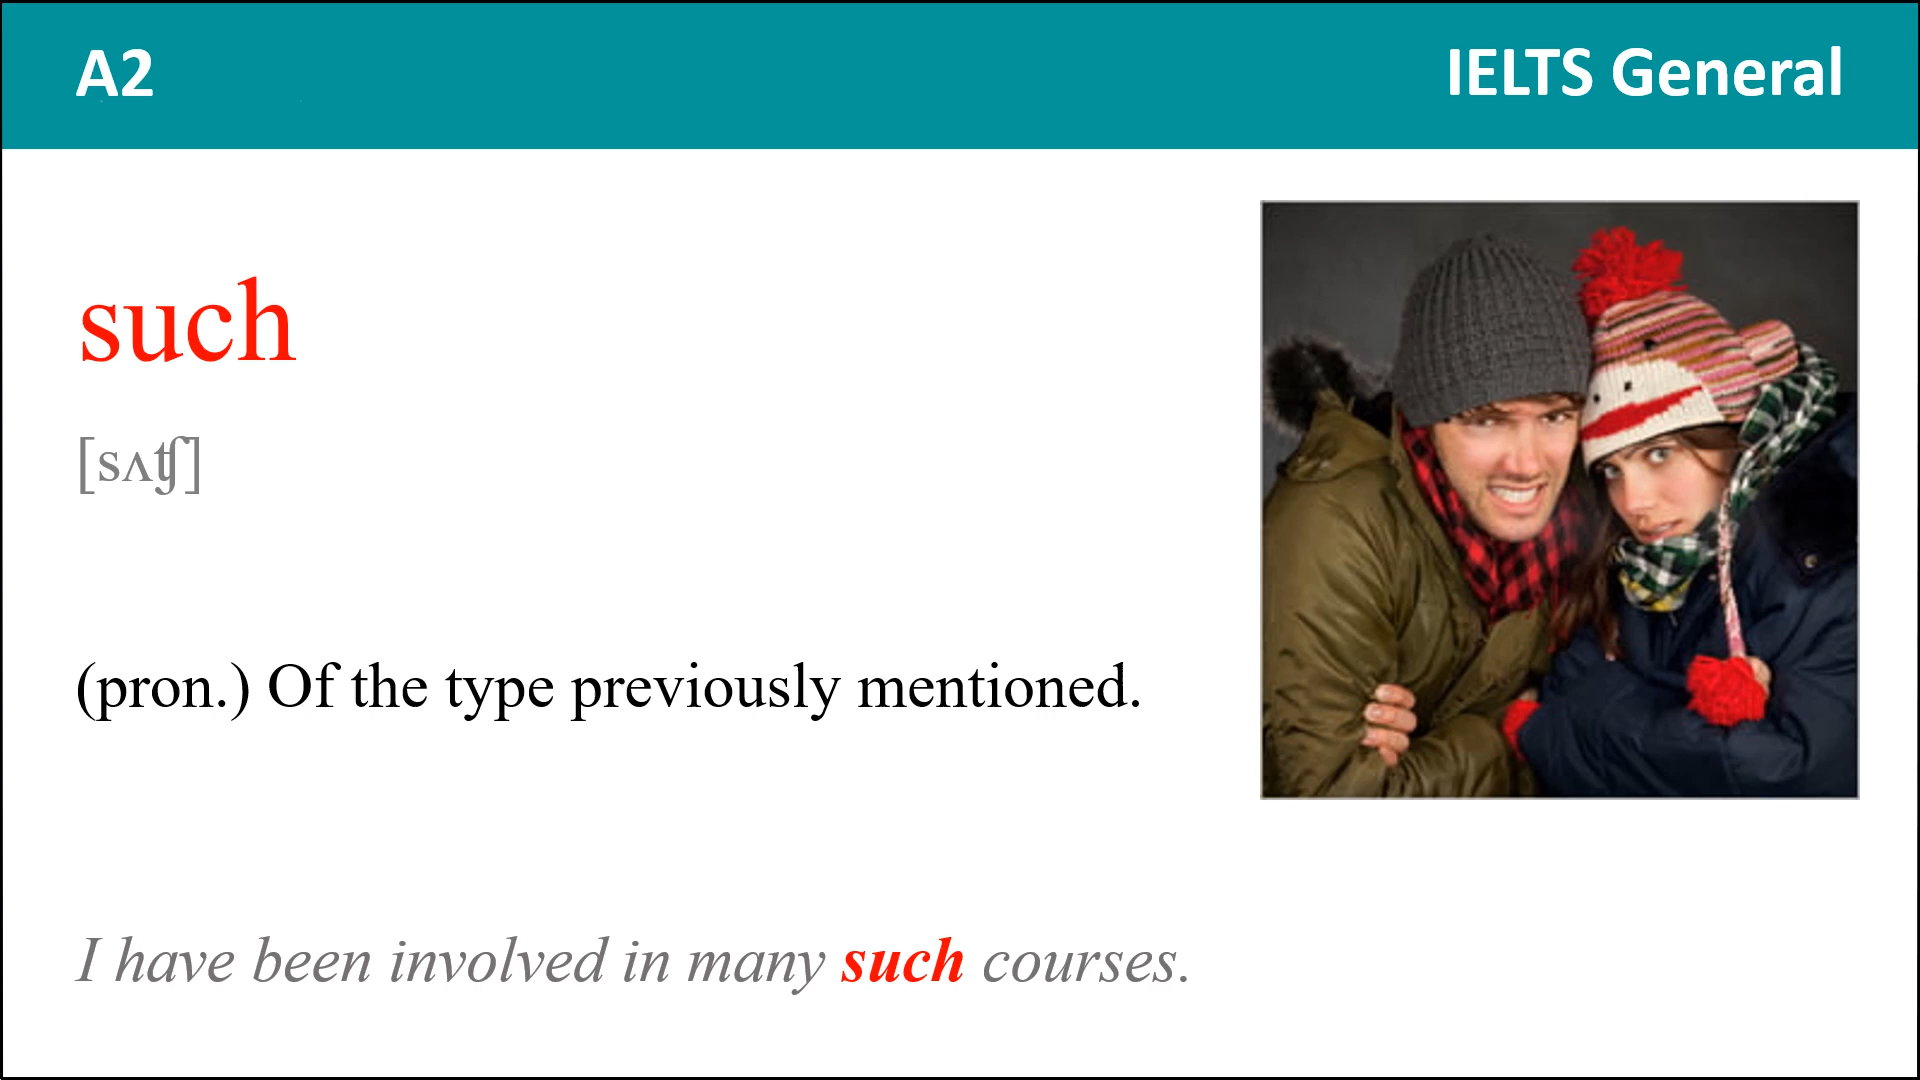 A2
IELTS General
such
[sʌʧ]
(pron.) Of the type previously mentioned.
I have been involved in many such courses.